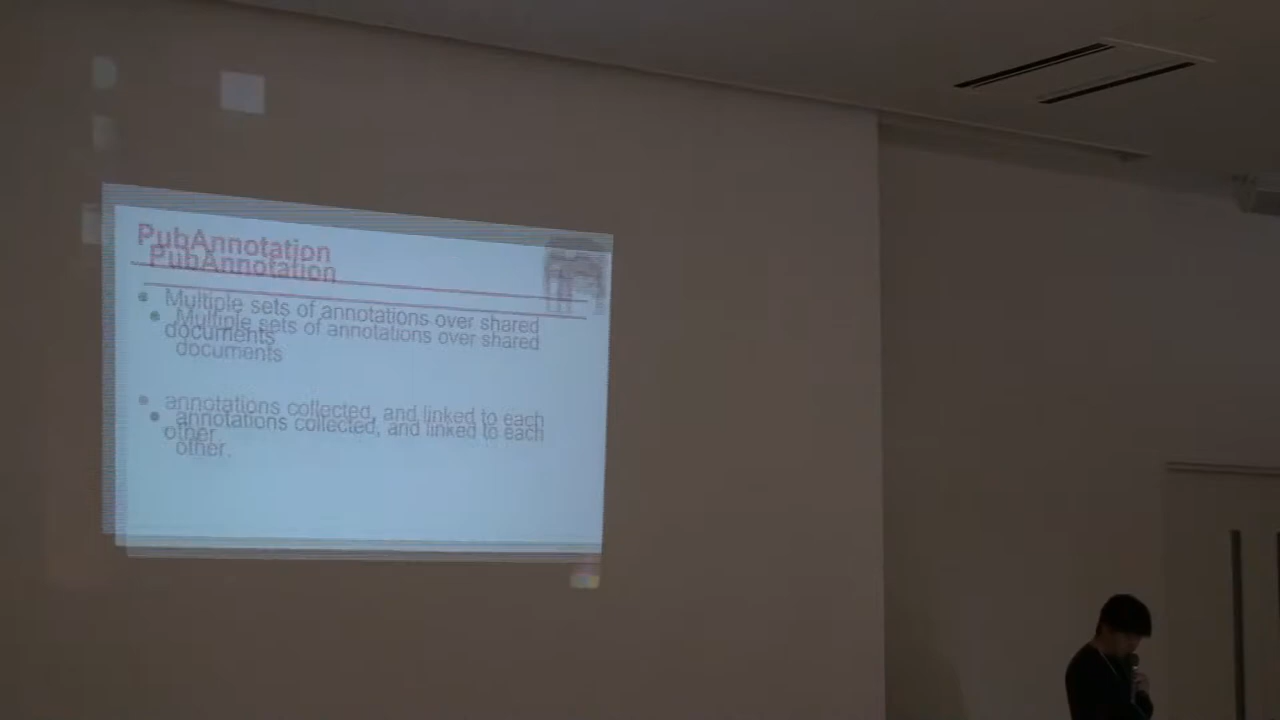 PubAnnotation
• Multiple sets of annotations over shared
documents
• annotations collected, and linked to each
other.